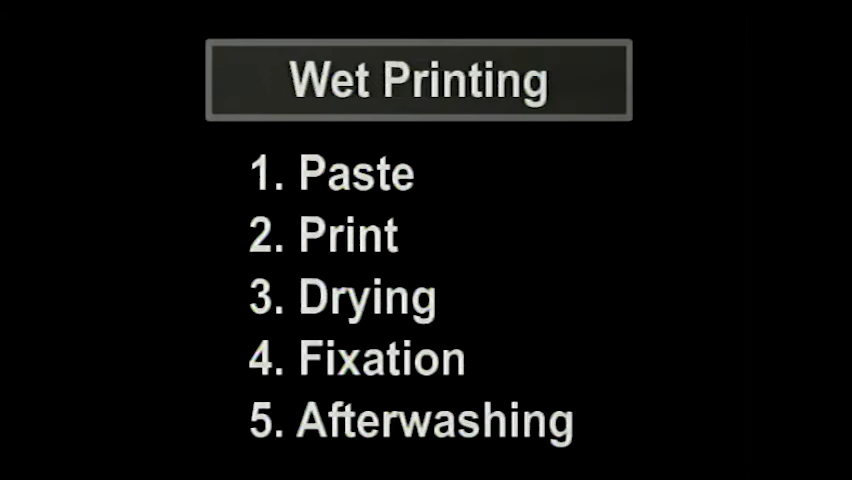 Wet Printing
1. Paste
2. Print
3. Drying
4. Fixation
5. Afterwashing